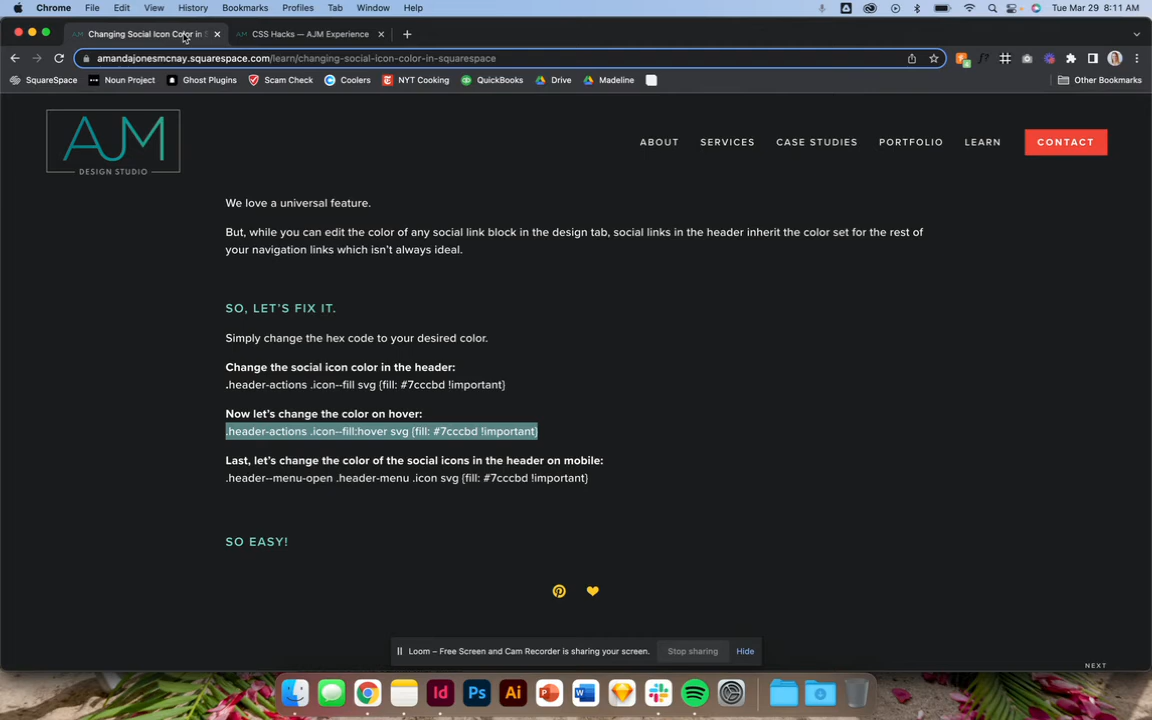 Chrome File Edit View History Bookmarks Profiles Tab Window Help Tue Mar 29 8:11 AM
Changing Social Icon Color in S CSS Hacks — AJM Experience
amandajonesmcnay.squarespace.com/learn/changing-social-icon-color-in-squarespace
SquareSpace Noun Project Ghost Plugins Scam Check Coolers NYT Cooking QuickBooks Drive Madeline Other Bookmarks
AJM
DESIGN STUDIO
ABOUT SERVICES CASE STUDIES PORTFOLIO LEARN CONTACT
We love a universal feature.
But, while you can edit the color of any social link block in the design tab, social links in the header inherit the color set for the rest of
your navigation links which isn't always ideal.
SO, LET'S FIX IT.
Simply change the hex code to your desired color.
Change the social icon color in the header:
.header-actions .icon--fill svg {fill: #7cccbd !important}
Now let's change the color on hover:
.header-actions .icon--fill:hover svg {fill: #7cccbd !important}
Last, let's change the color of the social icons in the header on mobile:
.header--menu-open .header-menu .icon svg {fill: #7cccbd !important}
SO EASY!
Loom – Free Screen and Cam Recorder is sharing your screen. Stop sharing Hide
NEXT
Id Ps Ai P W